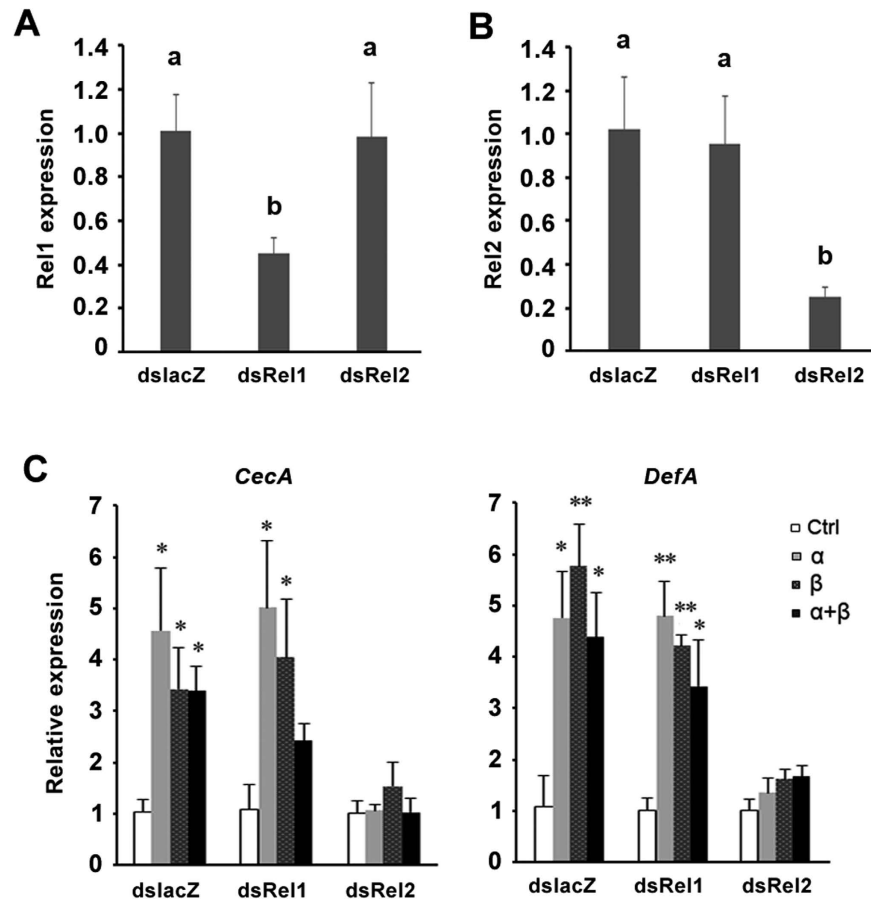 A
Rel1 expression
1.4
1.2
1.0
0.8
0.6
0.4
0.2
0
a
b
a
dslacZ dsRel1 dsRel2
B
Rel2 expression
1.4
1.2
1.0
0.8
0.6
0.4
0.2
0
a
a
b
dslacZ dsRel1 dsRel2
C
CecA
Relative expression
7
6
5
4
3
2
1
0
* * * * *
dslacZ dsRel1 dsRel2
DefA
7
6
5
4
3
2
1
0
* ** * ** ** *
dslacZ dsRel1 dsRel2
Ctrl
α
β
α+β